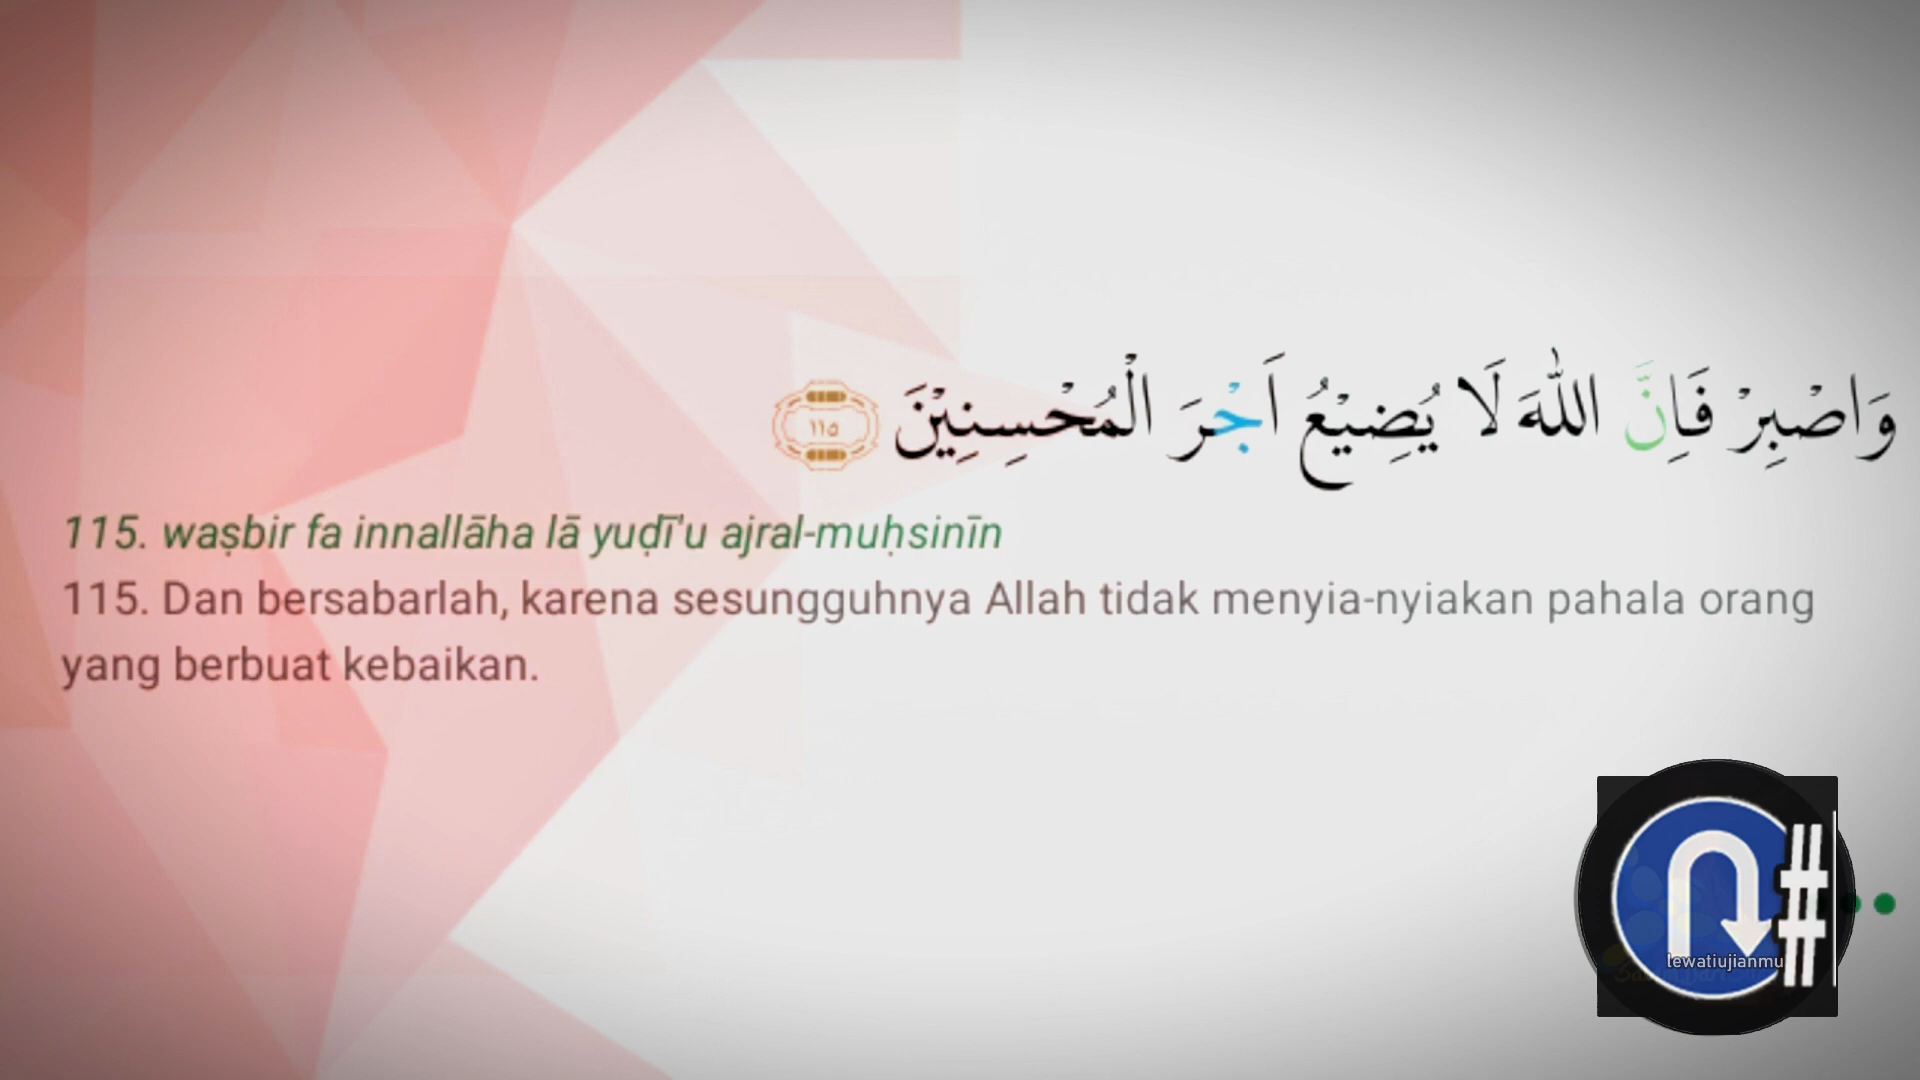 وَاصْبِرْ فَاِنَّ اللّٰهَ لَا يُضِيْعُ اَجْرَ الْمُحْسِنِيْنَ ١١٥
115. waṣbir fa innallāha lā yuḍī'u ajral-muḥsinīn
115. Dan bersabarlah, karena sesungguhnya Allah tidak menyia-nyiakan pahala orang
yang berbuat kebaikan.
#
lewatiujianmu